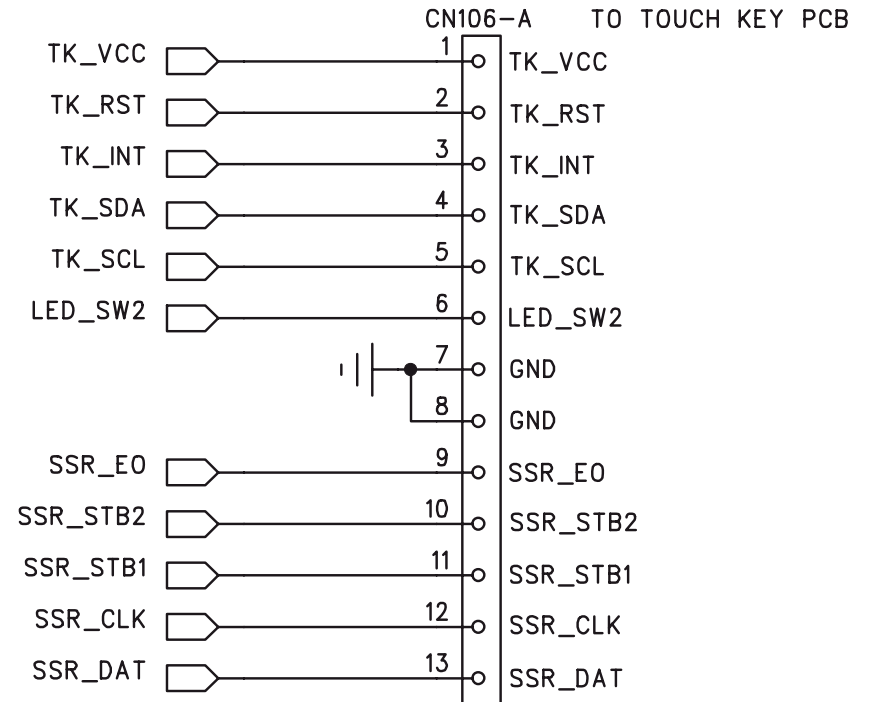 CN106-A TO TOUCH KEY PCB
TK_VCC 1 TK_VCC
TK_RST 2 TK_RST
TK_INT 3 TK_INT
TK_SDA 4 TK_SDA
TK_SCL 5 TK_SCL
LED_SW2 6 LED_SW2
7 GND
8 GND
SSR_EO 9 SSR_EO
SSR_STB2 10 SSR_STB2
SSR_STB1 11 SSR_STB1
SSR_CLK 12 SSR_CLK
SSR_DAT 13 SSR_DAT